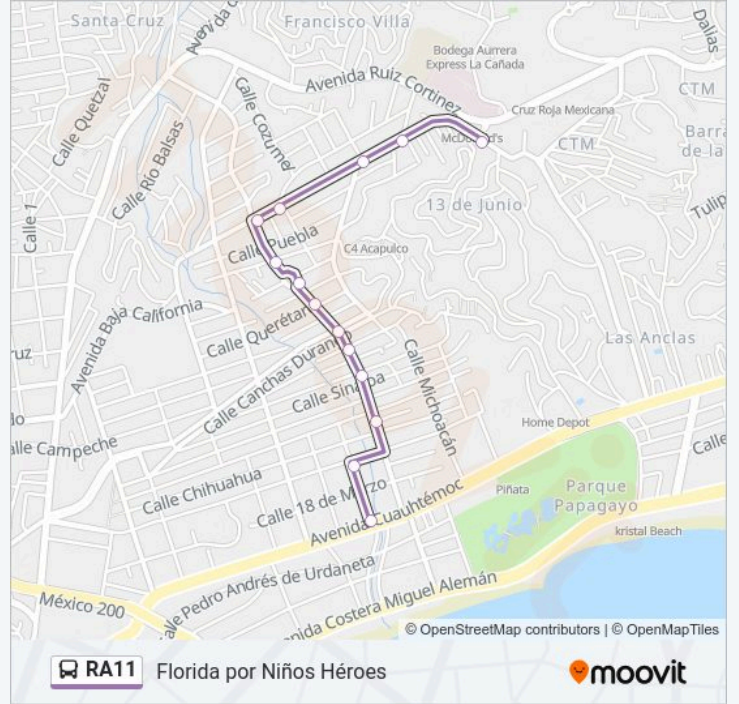 Santa Cruz
Avenida C
Francisco Villa
Dallas
Bodega Aurrera
Express La Cañada
Avenida Ruiz Cortinez
CTM
Calle Quetzal
Calle Cozumel
Cruz Roja Mexicana
Calle Río Balsas
McDonald's
CTM
Barra
de la
Calle 1
13 de Junio
Tulip
Calle Puebla
C4 Acapulco
Avenida Baja California
Calle Querétaro
Las Anclas
ruz
Calle Canchas Durango
Calle Michoacán
Calle Sinaloa
lo
Home Depot
alle Campeche
Calle
Calle Chihuahua
Calle 18 de Marzo
Piñata
Parque
Papagayo
Avenida Cuauhtémoc
kristal Beach
Calle Pedro Andrés de Urdaneta
México 200
enida Costera Miguel Alemán
© OpenStreetMap contributors | © OpenMapTiles
RA11 Florida por Niños Héroes
moovit